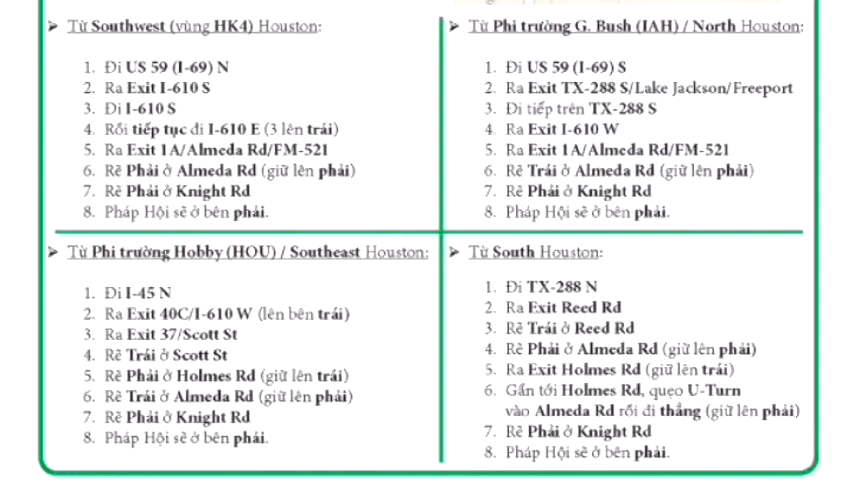 ➤ Từ Southwest (vùng HK4) Houston:
1. Đi US 59 (I-69) N
2. Ra Exit I-610 S
3. Đi I-610 S
4. Rồi tiếp tục đi I-610 E (3 lên trái)
5. Ra Exit 1A/Almeda Rd/FM-521
6. Rẽ Phải ở Almeda Rd (giữ lên phải)
7. Rẽ Phải ở Knight Rd
8. Pháp Hội sẽ ở bên phải.
➤ Từ Phi trường G. Bush (IAH) / North Houston:
1. Đi US 59 (I-69) S
2. Ra Exit TX-288 S/Lake Jackson/Freeport
3. Đi tiếp trên TX-288 S
4. Ra Exit I-610 W
5. Ra Exit 1A/Almeda Rd/FM-521
6. Rẽ Trái ở Almeda Rd (giữ lên phải)
7. Rẽ Phải ở Knight Rd
8. Pháp Hội sẽ ở bên phải.
➤ Từ Phi trường Hobby (HOU) / Southeast Houston:
1. Đi I-45 N
2. Ra Exit 40C/I-610 W (lên bên trái)
3. Ra Exit 37/Scott St
4. Rẽ Trái ở Scott St
5. Rẽ Phải ở Holmes Rd (giữ lên trái)
6. Rẽ Trái ở Almeda Rd (giữ lên phải)
7. Rẽ Phải ở Knight Rd
8. Pháp Hội sẽ ở bên phải.
➤ Từ South Houston:
1. Đi TX-288 N
2. Ra Exit Reed Rd
3. Rẽ Trái ở Reed Rd
4. Rẽ Phải ở Almeda Rd (giữ lên phải)
5. Ra Exit Holmes Rd (giữ lên trái)
6. Gần tới Holmes Rd, quẹo U-Turn
vào Almeda Rd rồi đi thẳng (giữ lên phải)
7. Rẽ Phải ở Knight Rd
8. Pháp Hội sẽ ở bên phải.